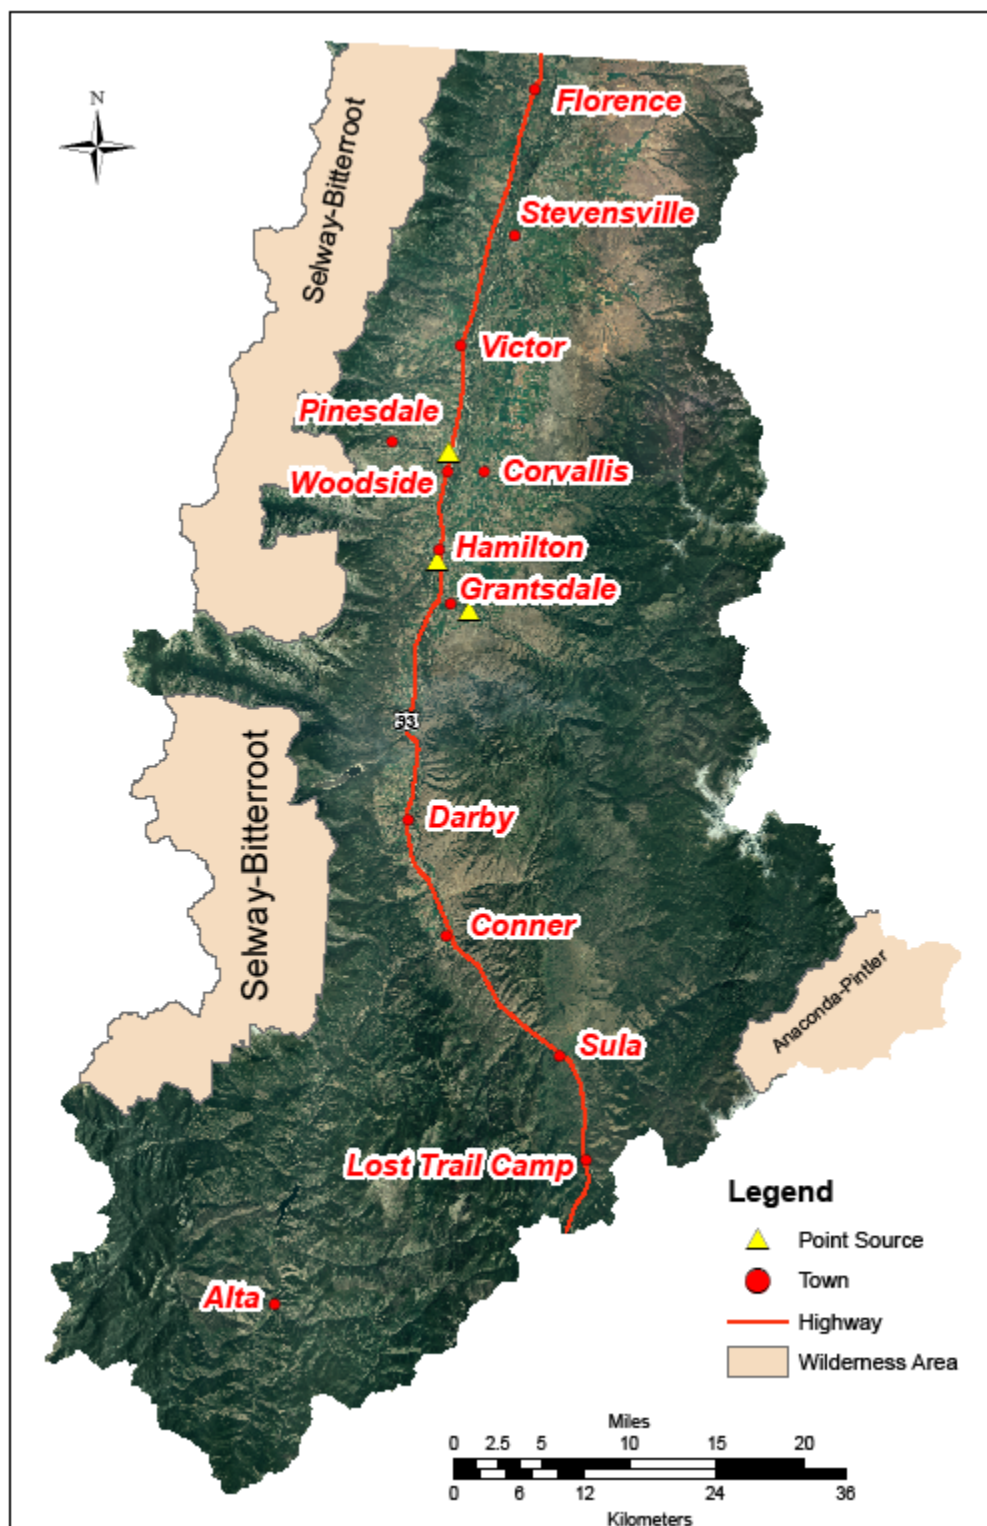 N
Florence
Selway-Bitterroot
Stevensville
Victor
Pinesdale
Woodside
Corvallis
Hamilton
Grantsdale
93
Selway-Bitterroot
Darby
Conner
Anaconda-Pintler
Sula
Lost Trail Camp
Alta
Legend
Point Source
Town
Highway
Wilderness Area
Miles
0 2.5 5 10 15 20
0 6 12 24 36
Kilometers